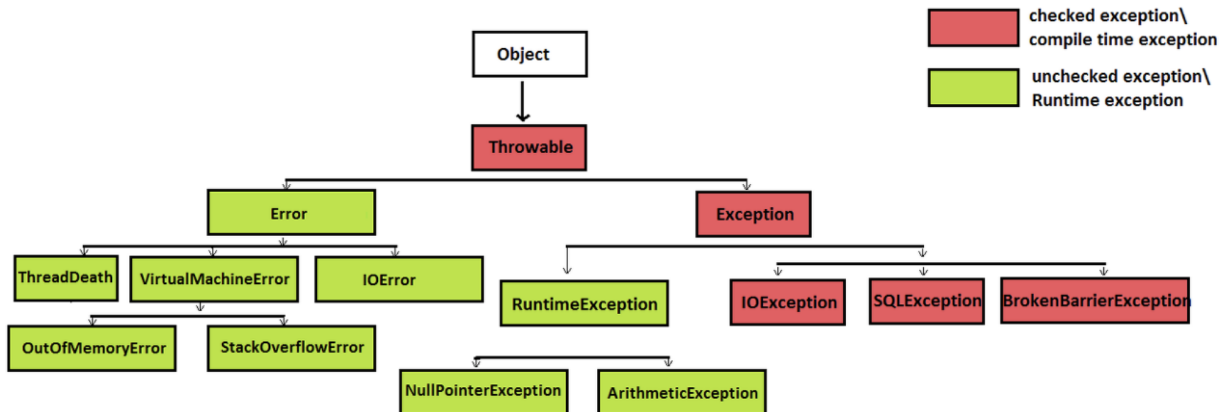 checked exception\
compile time exception
Object
unchecked exception\
Runtime exception
Throwable
Error
Exception
ThreadDeath
VirtualMachineError
IOError
RuntimeException
IOException
SQLException
BrokenBarrierException
OutOfMemoryError
StackOverflowError
NullPointerException
ArithmeticException